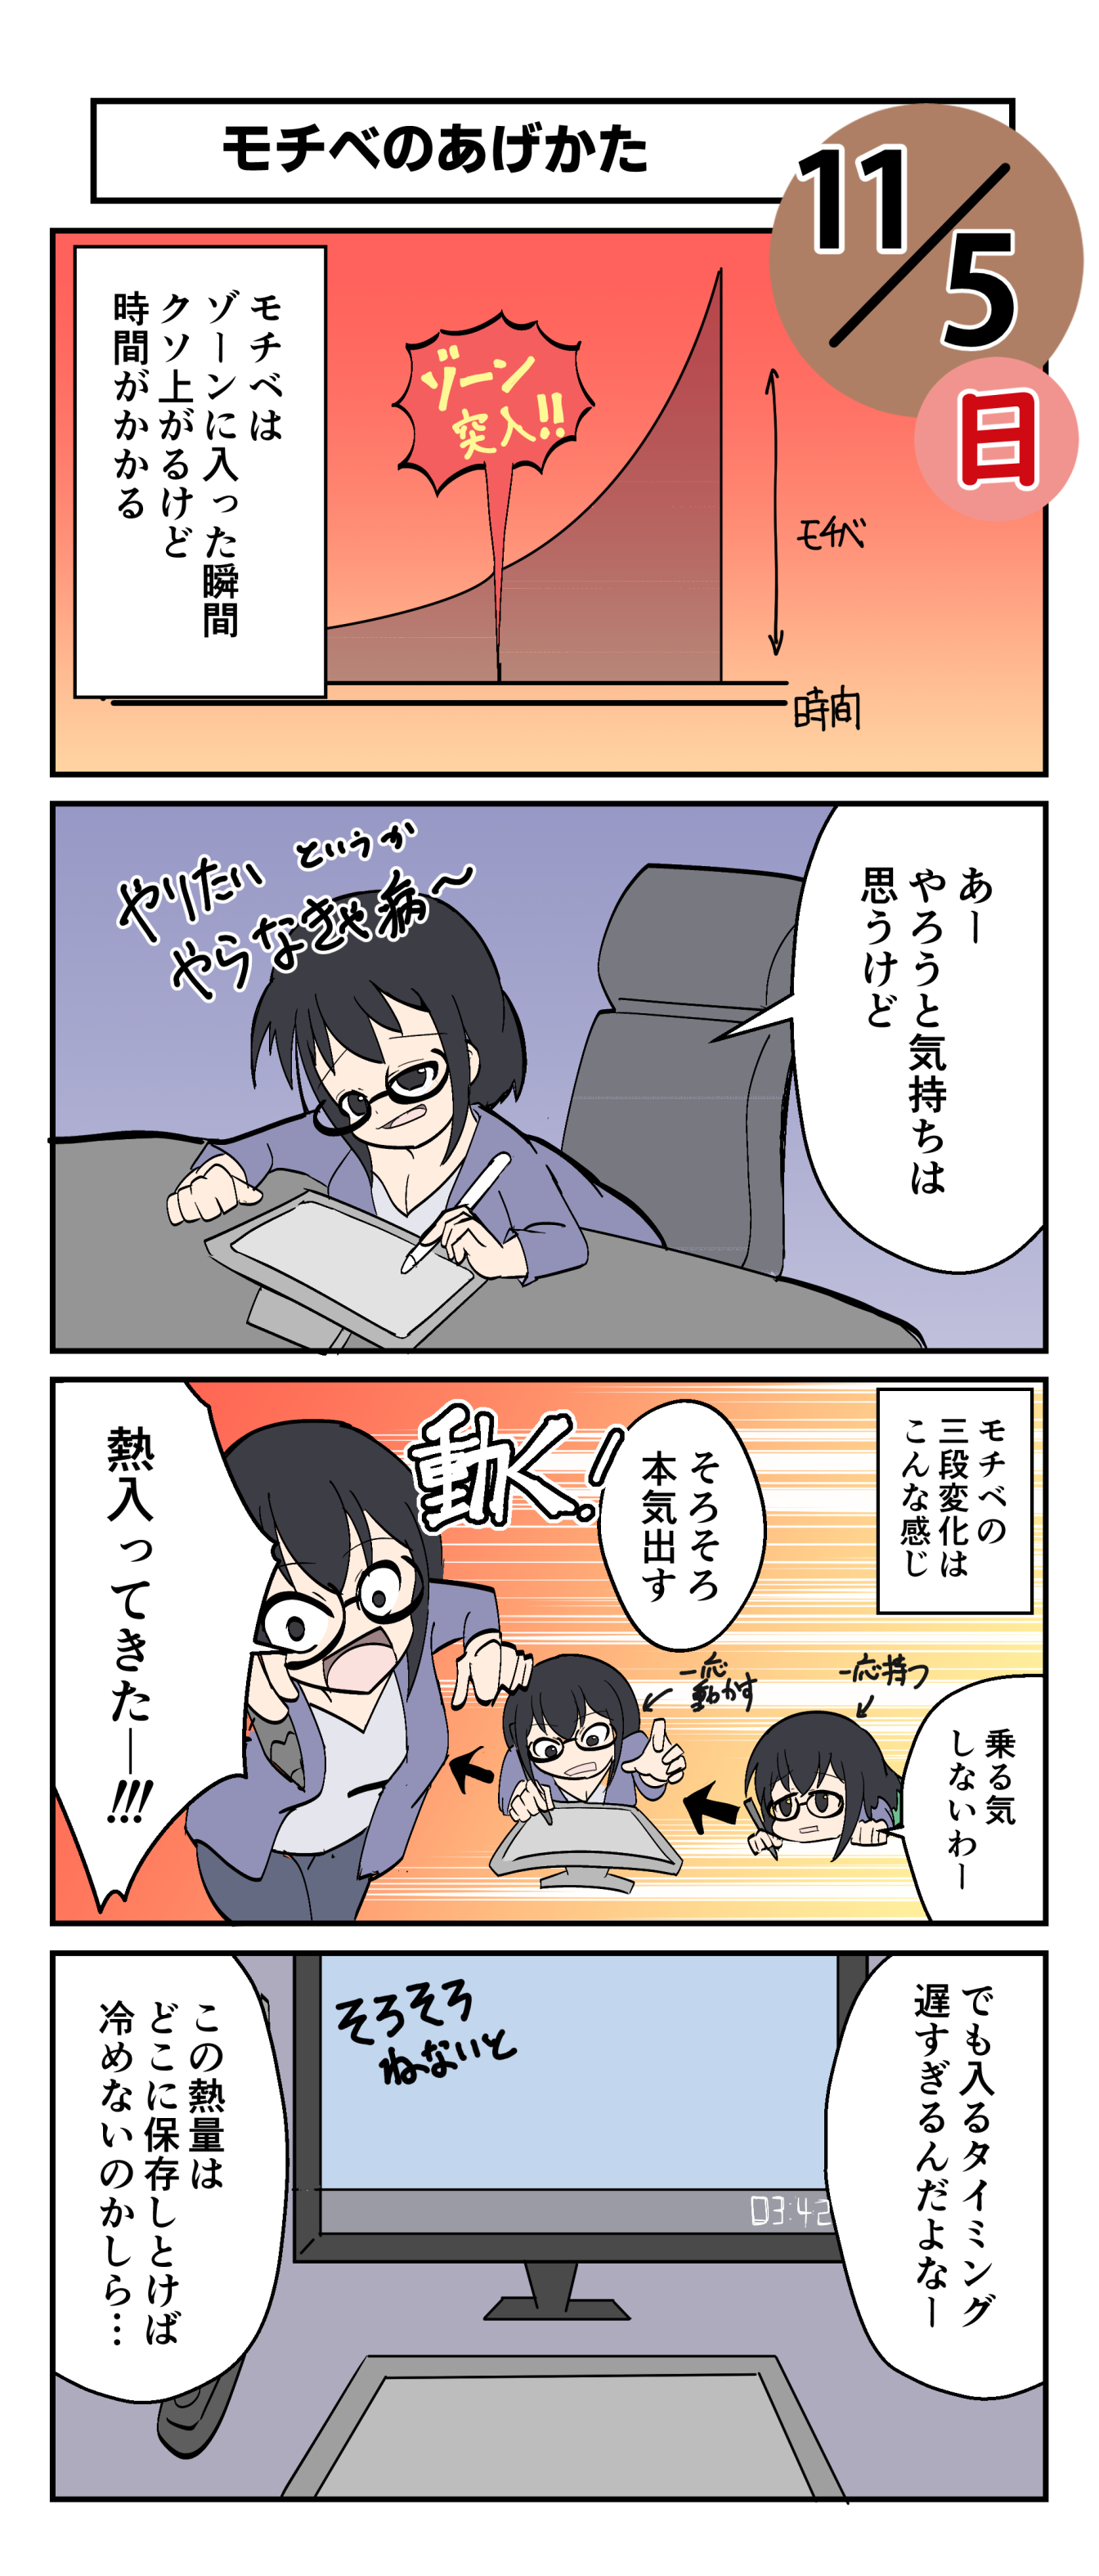 モチベのあげかた
11/5
日
モチベは
ゾーンに入った瞬間
クソ上がるけど
時間がかかる
ゾーン
突入!!
モチベ
時間
あー
やろうと気持ちは
思うけど
やりたいというか
やらなきゃ病〜
モチベの
三段変化は
こんな感じ
乗る気
しないわー
一応持つ
そろそろ
本気出す
一応
動かす
動く!
熱入ってきたー!!!
でも入るタイミング
遅すぎるんだよなー
そろそろ
ねないと
03:42
この熱量は
どこに保存しとけば
冷めないのかしら…